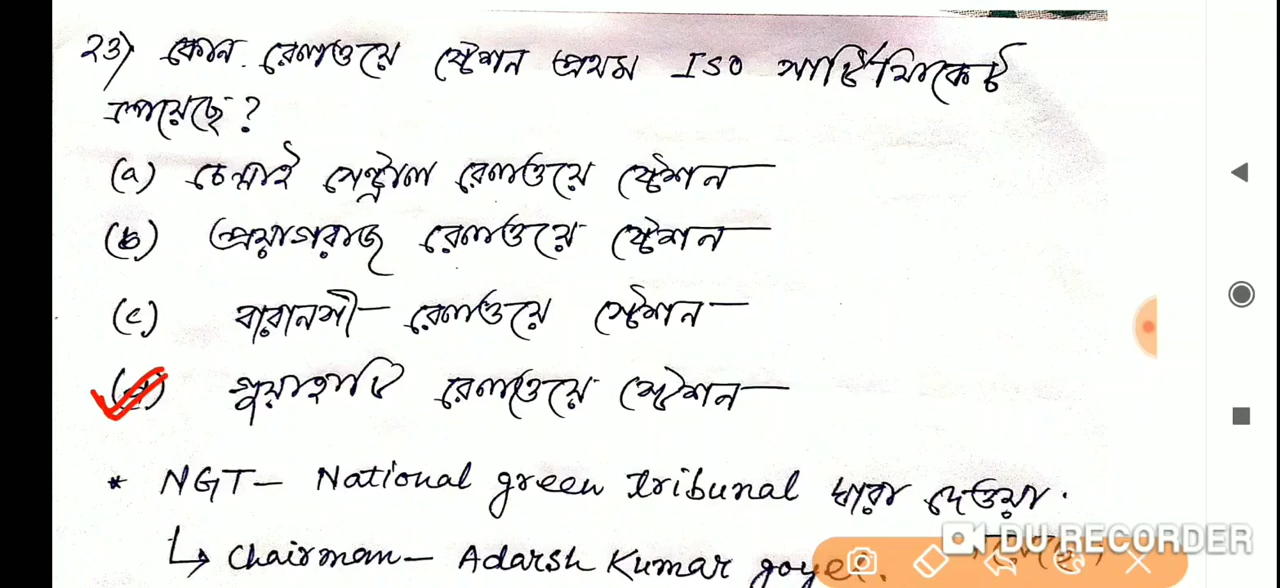 ২৩) কোন রেলওয়ে ষ্টেশন প্রথম ISO সার্টিফিকেট
পেয়েছে?
(a) চেন্নাই সেন্ট্রাল রেলওয়ে ষ্টেশন
(b) প্রয়াগরাজ রেলওয়ে ষ্টেশন
(c) বারানসী রেলওয়ে স্টেশন
(d) গুয়াহাটি রেলওয়ে স্টেশন
* NGT - National green tribunal দ্বারা দেওয়া.
↳ Chairman - Adarsh Kumar goyel.
DU RECORDER